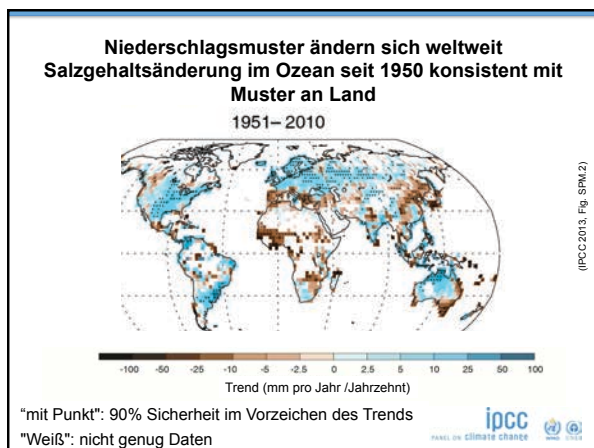 Niederschlagsmuster ändern sich weltweit
Salzgehaltsänderung im Ozean seit 1950 konsistent mit
Muster an Land
1951– 2010
(IPCC 2013, Fig. SPM.2)
-100 -50 -25 -10 -5 -2.5 0 2.5 5 10 25 50 100
Trend (mm pro Jahr /Jahrzehnt)
“mit Punkt": 90% Sicherheit im Vorzeichen des Trends
"Weiß": nicht genug Daten
ipcc
PANEL ON climate change
WMO UNEP